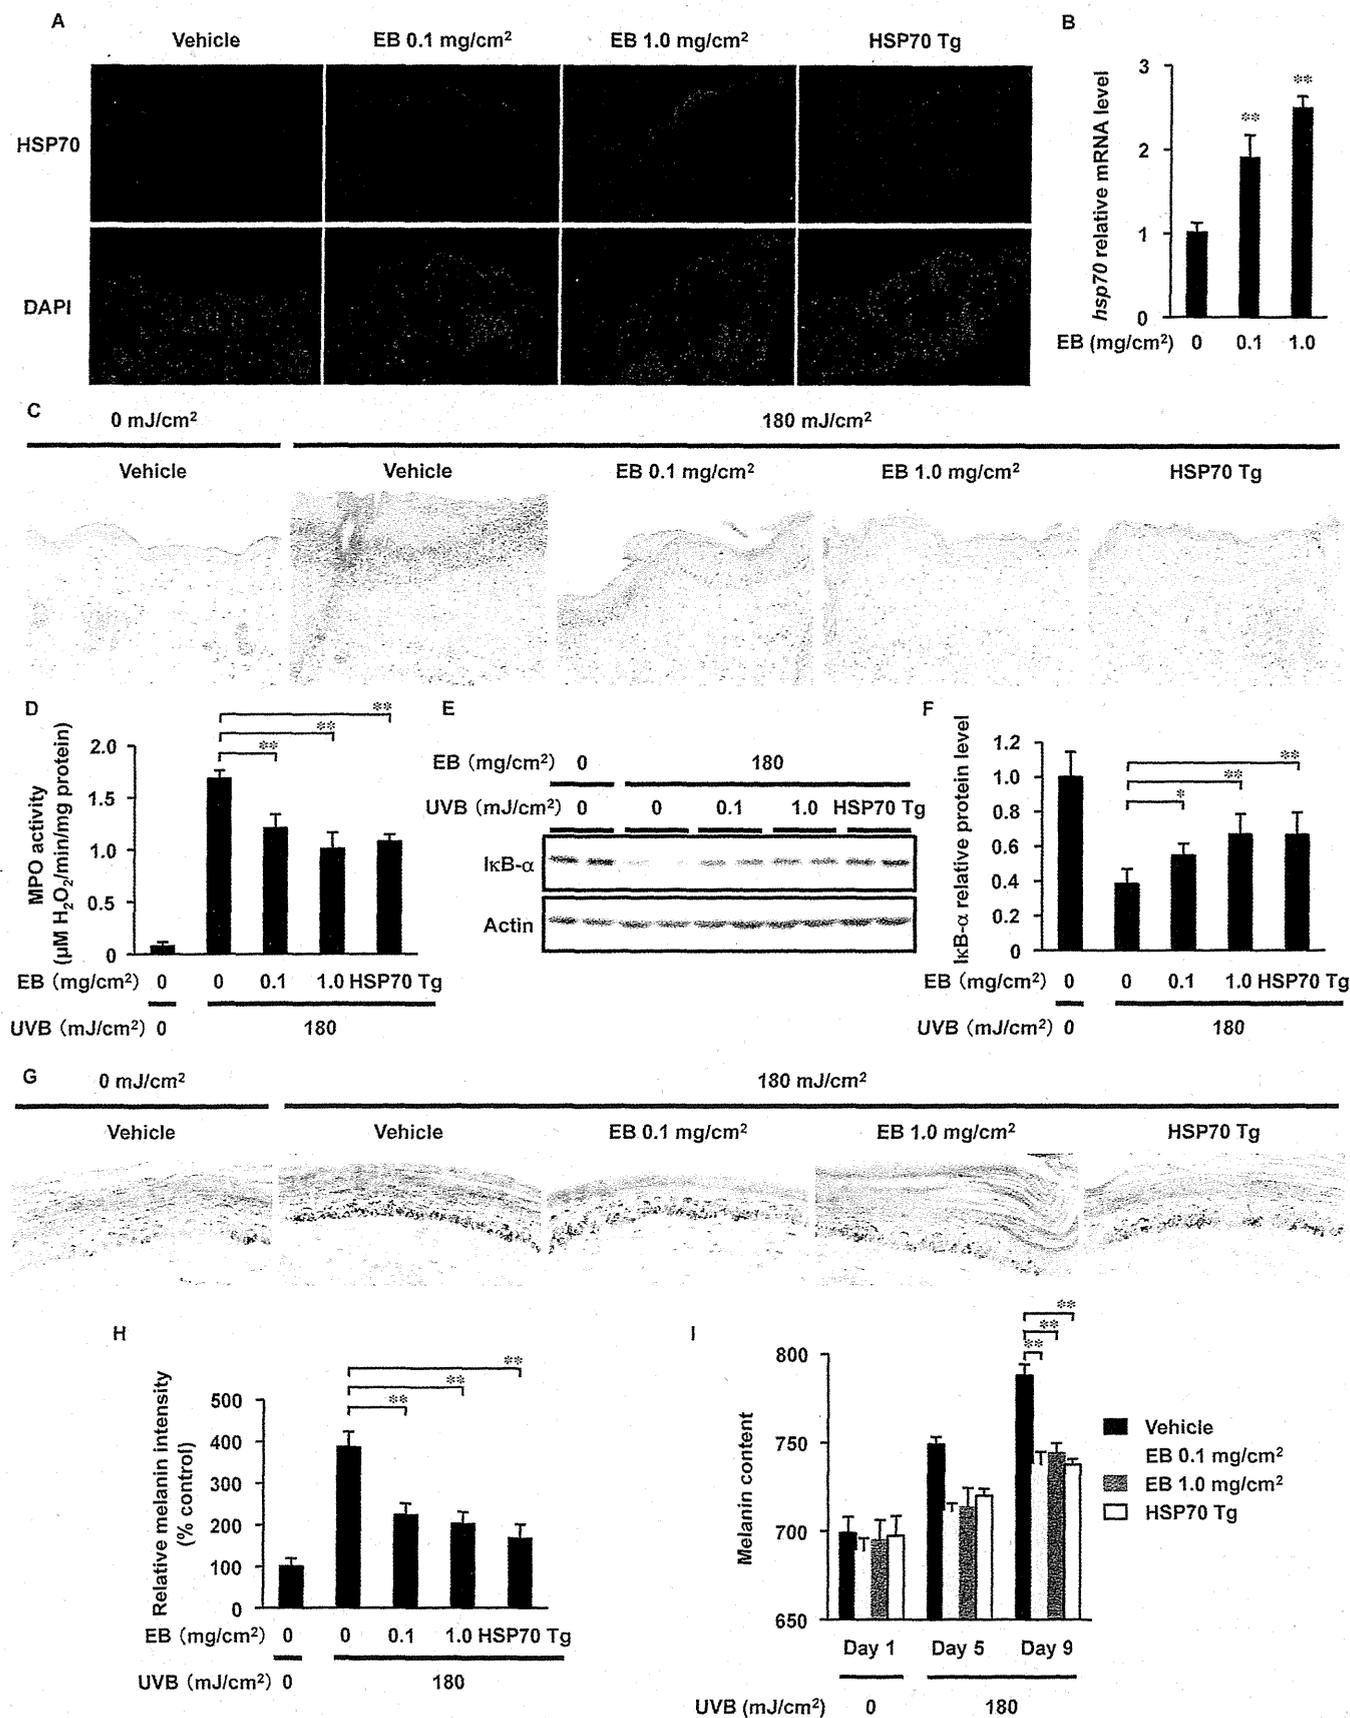 A
Vehicle EB 0.1 mg/cm² EB 1.0 mg/cm² HSP70 Tg
HSP70
DAPI
B
hsp70 relative mRNA level
3
2
1
0
** **
EB (mg/cm²) 0 0.1 1.0
C
0 mJ/cm² 180 mJ/cm²
Vehicle Vehicle EB 0.1 mg/cm² EB 1.0 mg/cm² HSP70 Tg
D
MPO activity
(µM H₂O₂/min/mg protein)
2.0
1.5
1.0
0.5
0
**
**
**
EB (mg/cm²) 0 0 0.1 1.0 HSP70 Tg
UVB (mJ/cm²) 0 180
E
EB (mg/cm²) 0 180
UVB (mJ/cm²) 0 0 0.1 1.0 HSP70 Tg
IκB-α
Actin
F
IκB-α relative protein level
1.2
1.0
0.8
0.6
0.4
0.2
0
**
**
*
EB (mg/cm²) 0 0 0.1 1.0 HSP70 Tg
UVB (mJ/cm²) 0 180
G
0 mJ/cm² 180 mJ/cm²
Vehicle Vehicle EB 0.1 mg/cm² EB 1.0 mg/cm² HSP70 Tg
H
Relative melanin intensity
(% control)
500
400
300
200
100
0
**
**
**
EB (mg/cm²) 0 0 0.1 1.0 HSP70 Tg
UVB (mJ/cm²) 0 180
I
Melanin content
800
750
700
650
**
**
**
Vehicle
EB 0.1 mg/cm²
EB 1.0 mg/cm²
HSP70 Tg
Day 1 Day 5 Day 9
UVB (mJ/cm²) 0 180